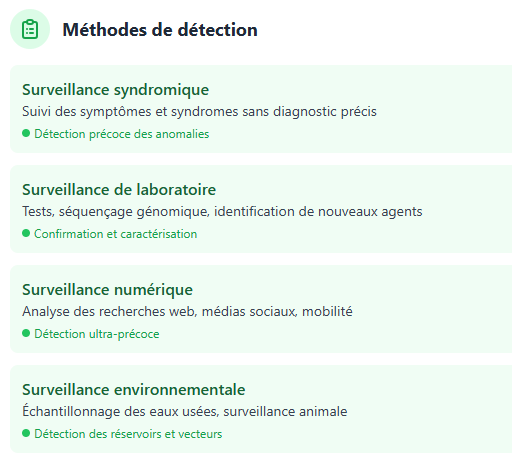 Méthodes de détection
Surveillance syndromique
Suivi des symptômes et syndromes sans diagnostic précis
Détection précoce des anomalies
Surveillance de laboratoire
Tests, séquençage génomique, identification de nouveaux agents
Confirmation et caractérisation
Surveillance numérique
Analyse des recherches web, médias sociaux, mobilité
Détection ultra-précoce
Surveillance environnementale
Échantillonnage des eaux usées, surveillance animale
Détection des réservoirs et vecteurs